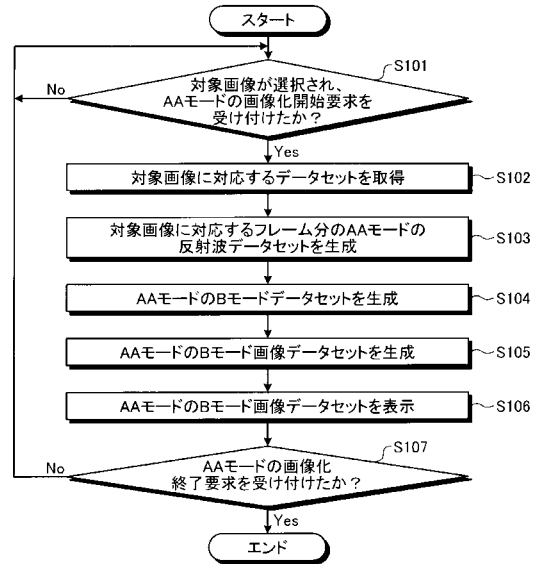 スタート
S101
対象画像が選択され、
AAモードの画像化開始要求を
受け付けたか？
No
Yes
対象画像に対応するデータセットを取得
S102
対象画像に対応するフレーム分のAAモードの
反射波データセットを生成
S103
AAモードのBモードデータセットを生成
S104
AAモードのBモード画像データセットを生成
S105
AAモードのBモード画像データセットを表示
S106
S107
AAモードの画像化
終了要求を受け付けたか？
No
Yes
エンド